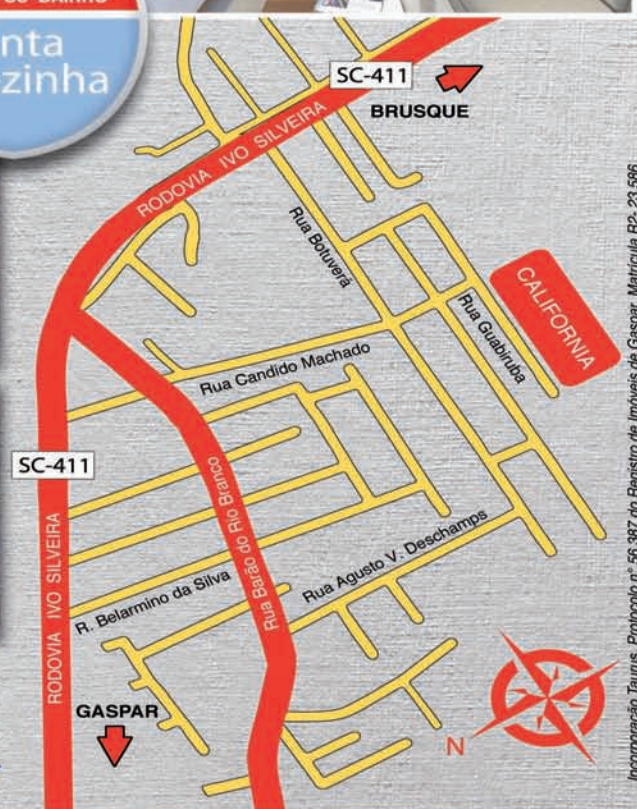 nta
zinha
SC-411
BRUSQUE
RODOVIA IVO SILVEIRA
Rua Botuverá
CALIFORNIA
Rua Guabiruba
Rua Candido Machado
SC-411
Rua Barão do Rio Branco
RODOVIA IVO SILVEIRA
R. Belarmino da Silva
Rua Agusto V. Deschamps
GASPAR
N
Incorporação Taurus. Protocolo n° 56.387 do Registro de Imóveis de Gaspar. Matrícula R2- 23.586